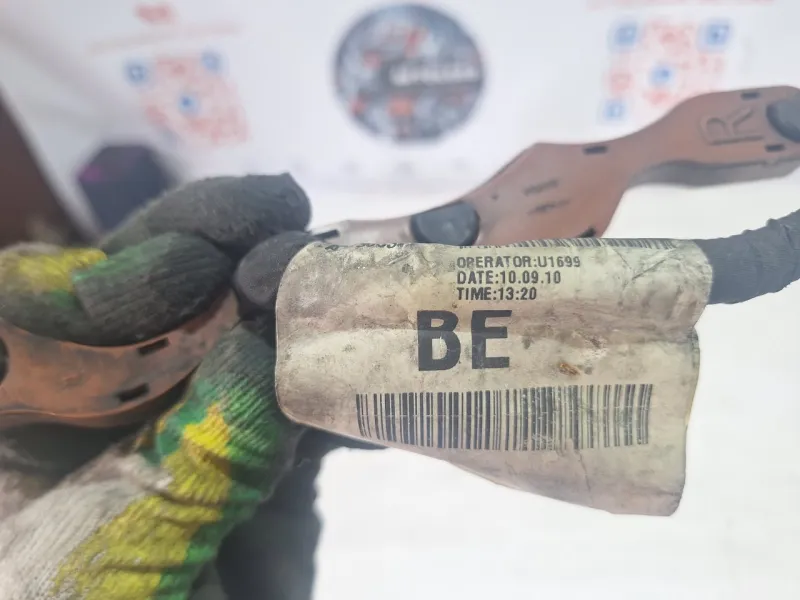 OPERATOR:U1699
DATE:10.09.10
TIME:13:20
BE
R